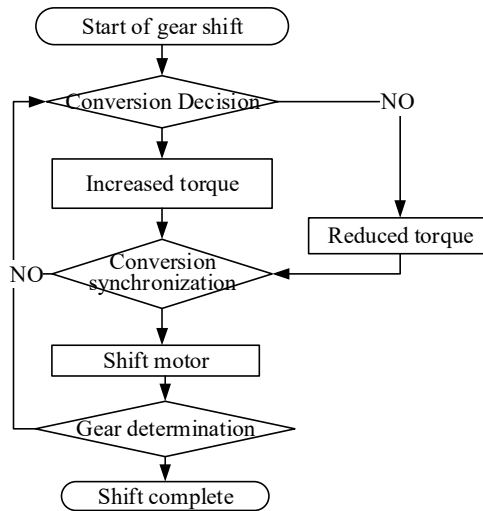 Start of gear shift
Conversion Decision
NO
Increased torque
Reduced torque
Conversion
synchronization
NO
Shift motor
Gear determination
Shift complete